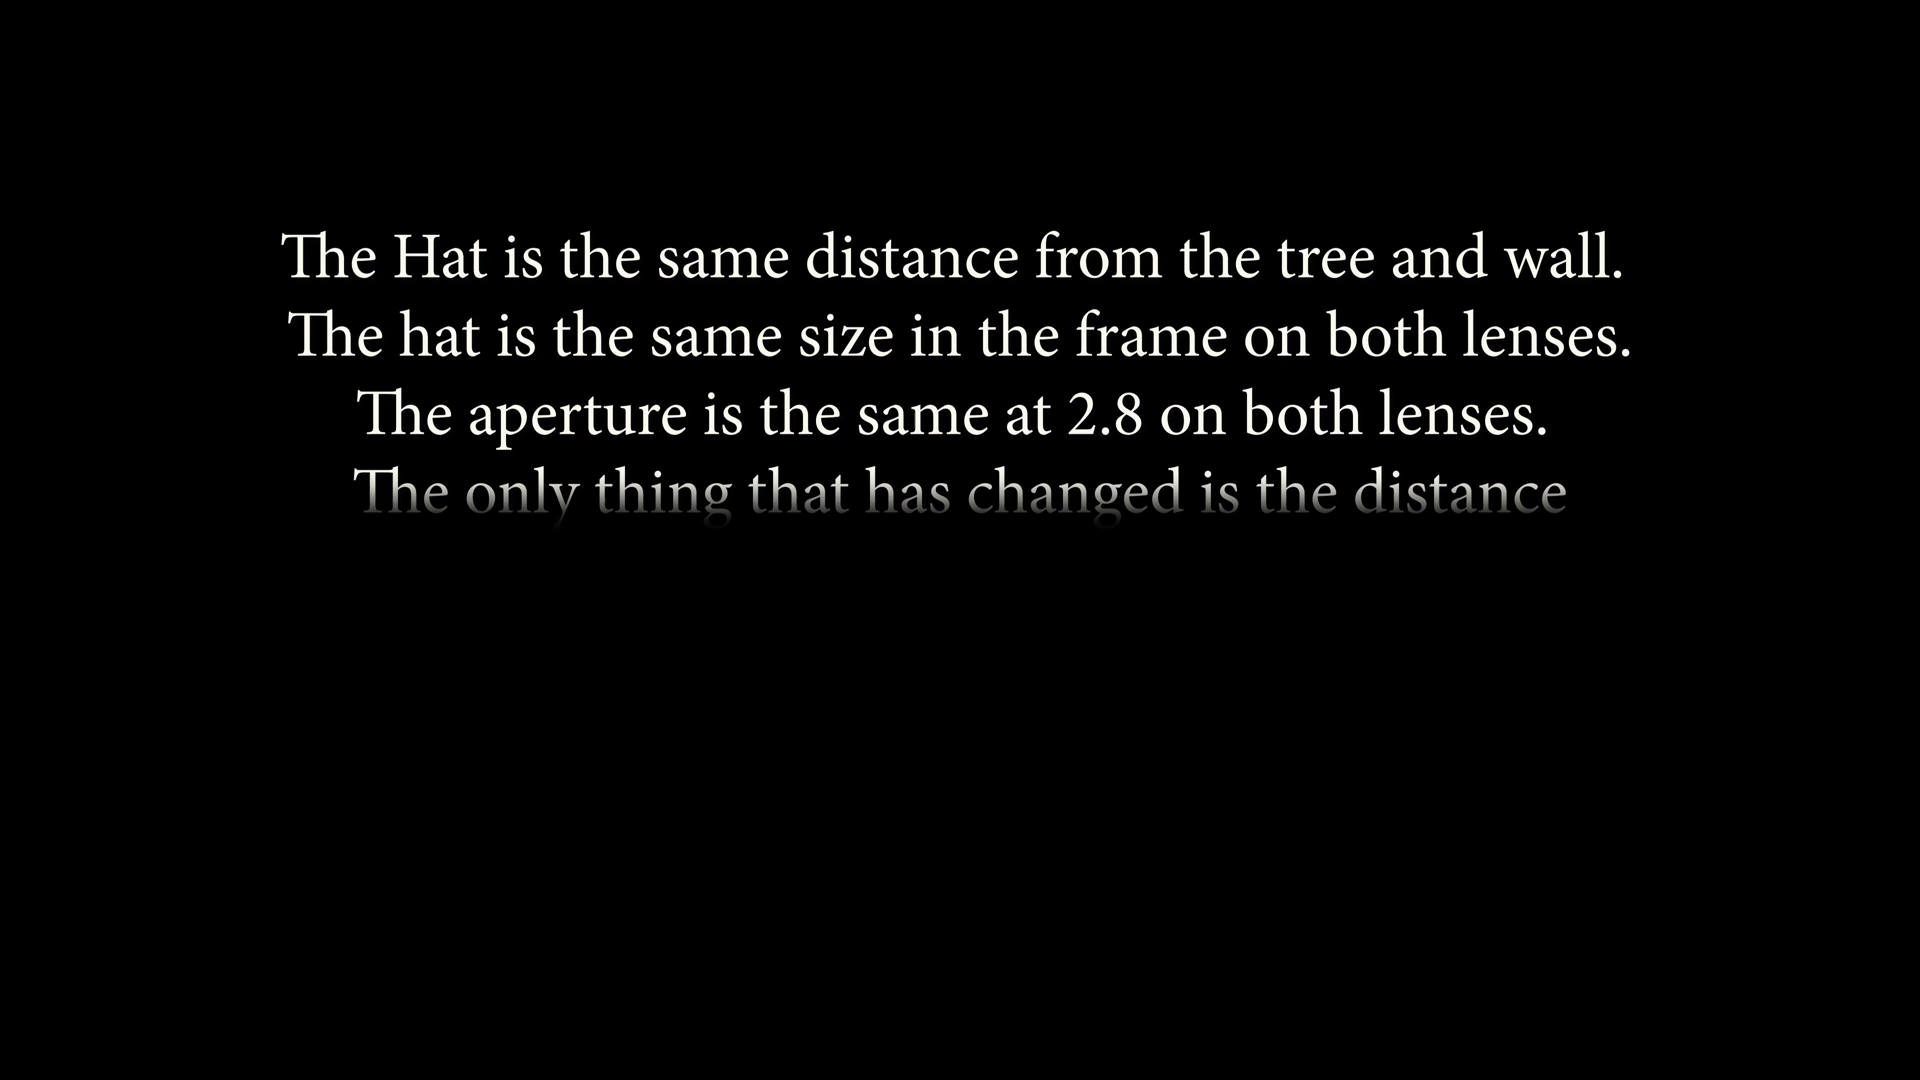 The Hat is the same distance from the tree and wall.
The hat is the same size in the frame on both lenses.
The aperture is the same at 2.8 on both lenses.
The only thing that has changed is the distance